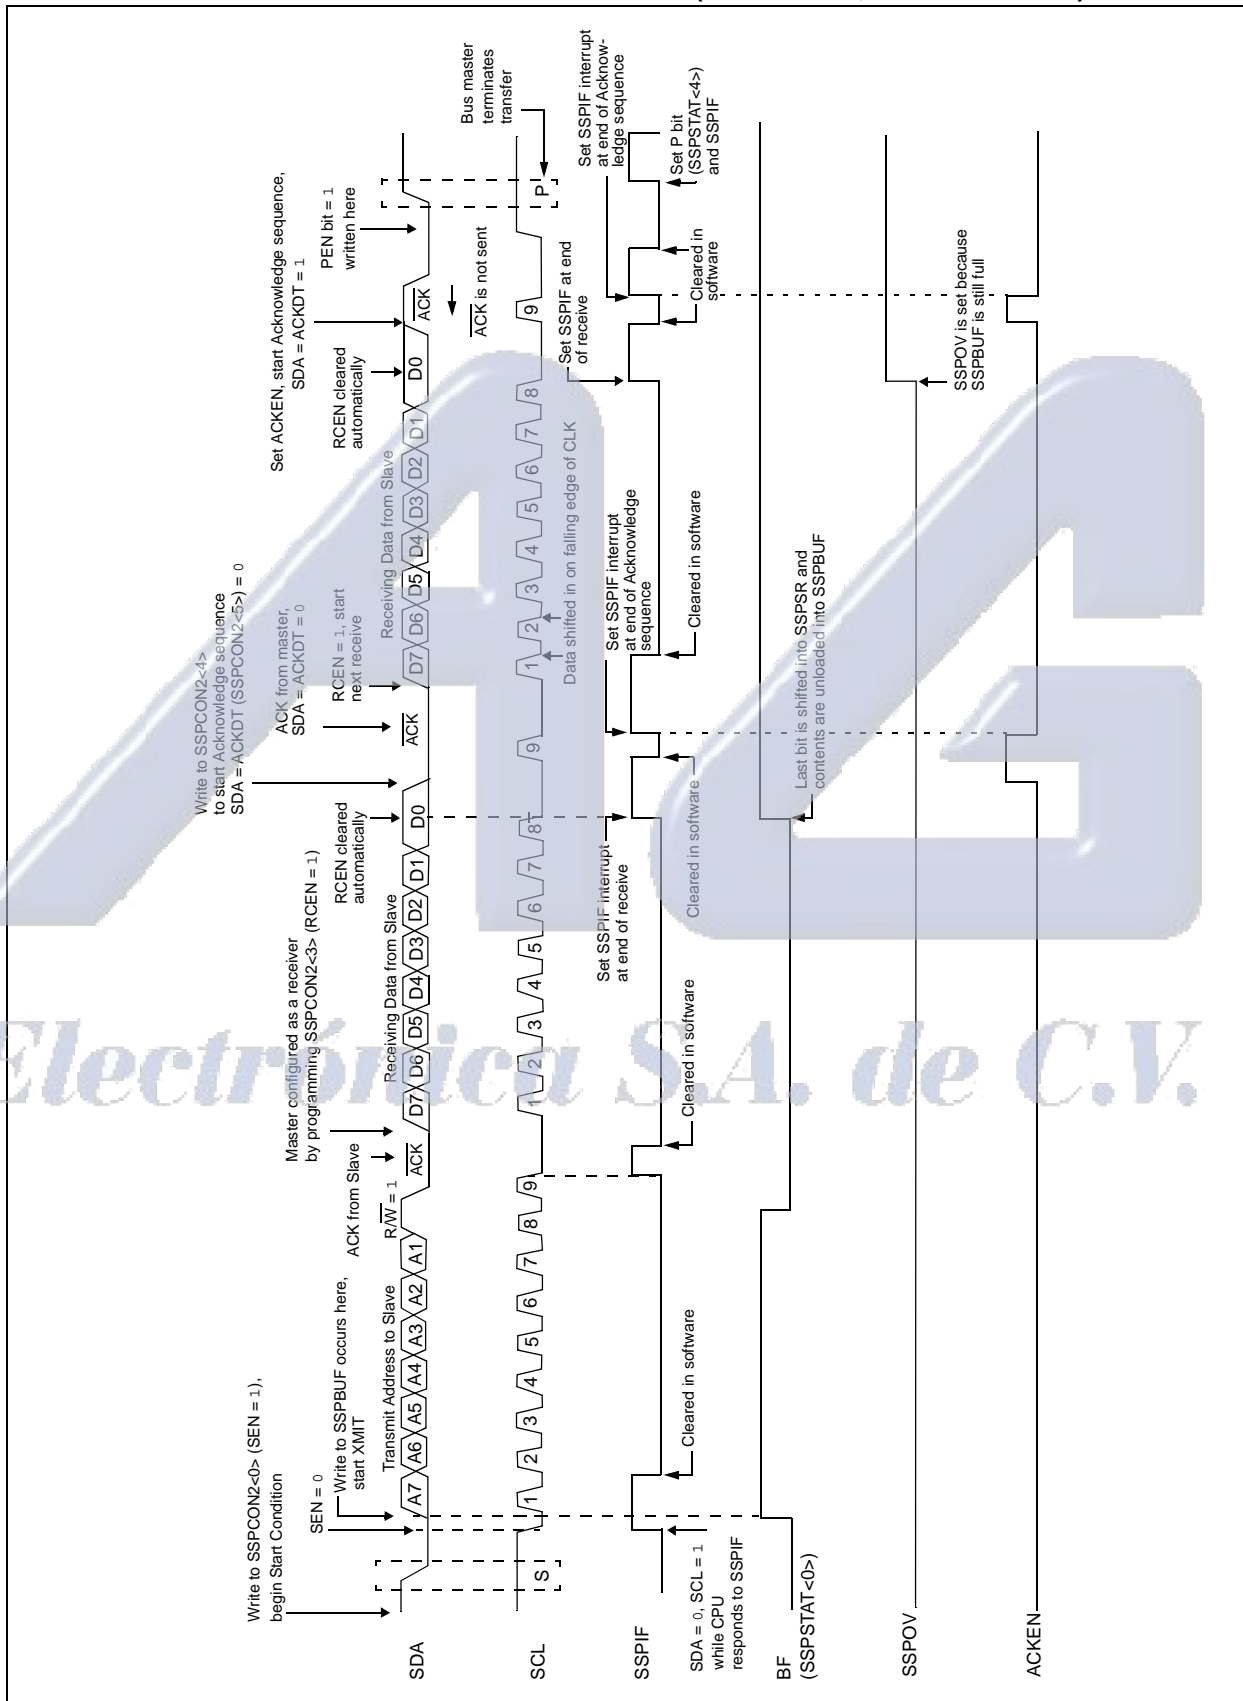 Write to SSPCON2<0> (SEN = 1),
begin Start Condition
SEN = 0
Write to SSPBUF occurs here,
start XMIT
ACK from Slave
Master configured as a receiver
by programming SSPCON2<3> (RCEN = 1)
RCEN cleared
automatically
Write to SSPCON2<4>
to start Acknowledge sequence
SDA = ACKDT (SSPCON2<5>) = 0
ACK from master,
SDA = ACKDT = 0
RCEN = 1, start
next receive
RCEN cleared
automatically
Set ACKEN, start Acknowledge sequence,
SDA = ACKDT = 1
PEN bit = 1
written here
Transmit Address to Slave
R/W = 1
Receiving Data from Slave
Receiving Data from Slave
SDA
A7 A6 A5 A4 A3 A2 A1
ACK
D7 D6 D5 D4 D3 D2 D1 D0
ACK
D7 D6 D5 D4 D3 D2 D1 D0
ACK
ACK is not sent
Bus master
terminates
transfer
SCL
S
1 2 3 4 5 6 7 8 9
1 2 3 4 5 6 7 8 9
1 2 3 4 5 6 7 8 9
P
Data shifted in on falling edge of CLK
Set SSPIF interrupt
at end of receive
Set SSPIF interrupt
at end of Acknowledge
sequence
Set SSPIF at end
of receive
Set SSPIF interrupt
at end of Acknow-
ledge sequence
SSPIF
SDA = 0, SCL = 1
while CPU
responds to SSPIF
Cleared in software
Cleared in software
Cleared in software
Cleared in software
Cleared in
software
Set P bit
(SSPSTAT<4>)
and SSPIF
BF
(SSPSTAT<0>)
Last bit is shifted into SSPSR and
contents are unloaded into SSPBUF
SSPOV
SSPOV is set because
SSPBUF is still full
ACKEN
AG
Electrónica S.A. de C.V.